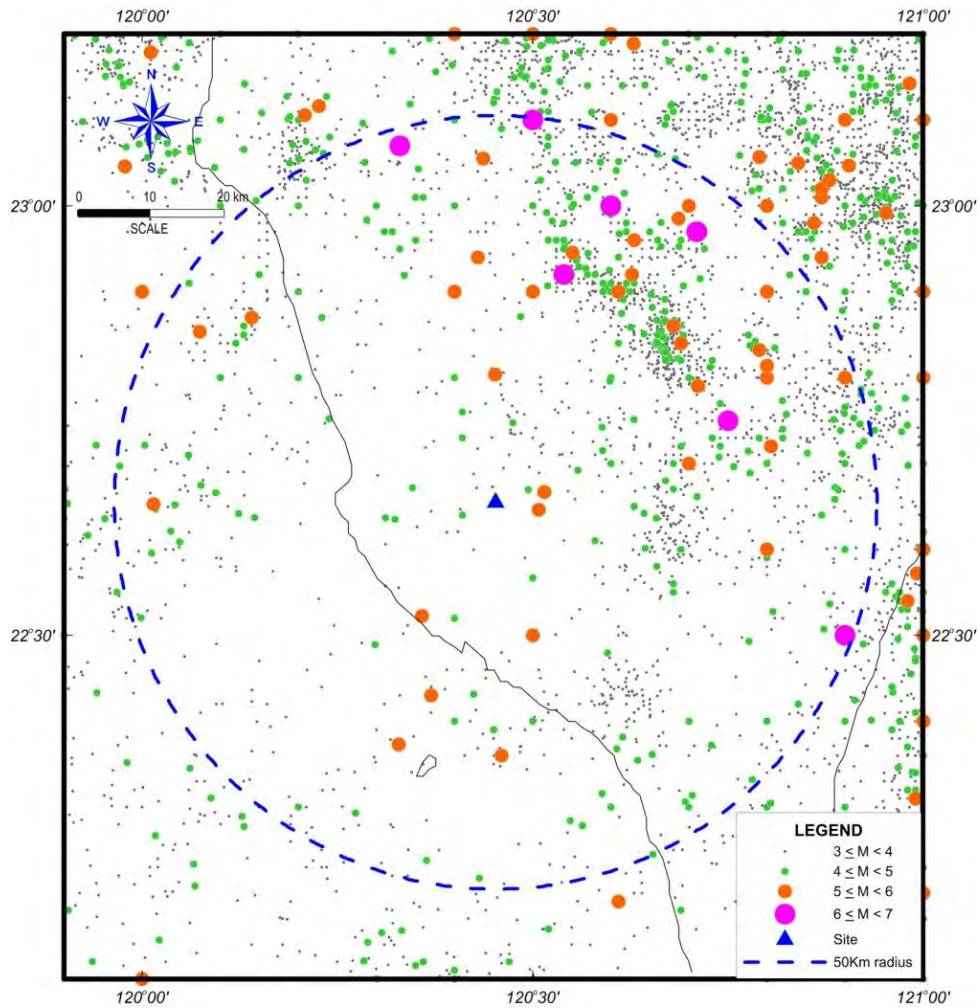 120°00' 120°30' 121°00'
N
W E
S
23°00' 0 10 20 km 23°00'
SCALE
22°30' 22°30'
LEGEND
3 ≤ M < 4
4 ≤ M < 5
5 ≤ M < 6
6 ≤ M < 7
Site
50Km radius
120°00' 120°30' 121°00'